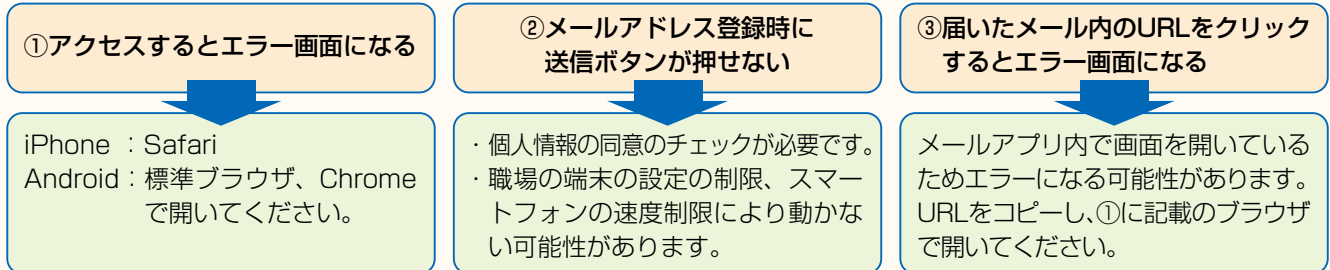 ①アクセスするとエラー画面になる
iPhone ：Safari
Android：標準ブラウザ、Chrome
で開いてください。
②メールアドレス登録時に
送信ボタンが押せない
・個人情報の同意のチェックが必要です。
・職場の端末の設定の制限、スマー
トフォンの速度制限により動かな
い可能性があります。
③届いたメール内のURLをクリック
するとエラー画面になる
メールアプリ内で画面を開いている
ためエラーになる可能性があります。
URLをコピーし、①に記載のブラウザ
で開いてください。